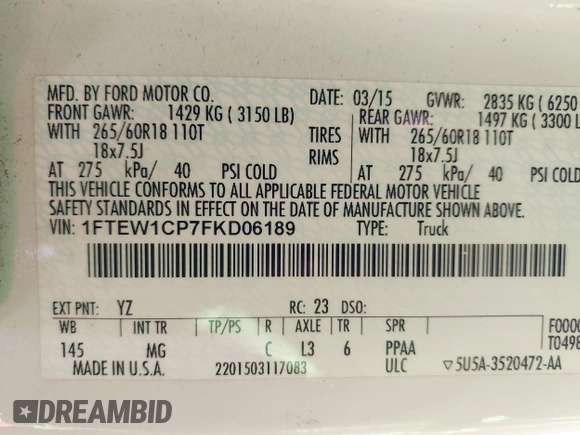 MFD. BY FORD MOTOR CO. DATE: 03/15 GVWR: 2835 KG ( 6250
FRONT GAWR: 1429 KG ( 3150 LB) REAR GAWR: 1497 KG ( 3300 L
WITH 265/60R18 110T TIRES WITH 265/60R18 110T
18x7.5J RIMS 18x7.5J
AT 275 kPa/ 40 PSI COLD AT 275 kPa/ 40 PSI COLD
THIS VEHICLE CONFORMS TO ALL APPLICABLE FEDERAL MOTOR VEHICLE
SAFETY STANDARDS IN EFFECT ON THE DATE OF MANUFACTURE SHOWN ABOVE.
VIN: 1FTEW1CP7FKD06189 TYPE: Truck
EXT PNT: YZ RC: 23 DSO:
WB INT TR TP/PS R AXLE TR SPR
145 MG C L3 6 PPAA
ULC
F0000
T0498
MADE IN U.S.A. 2201503117083 ▽5U5A-3520472-AA
DREAMBID